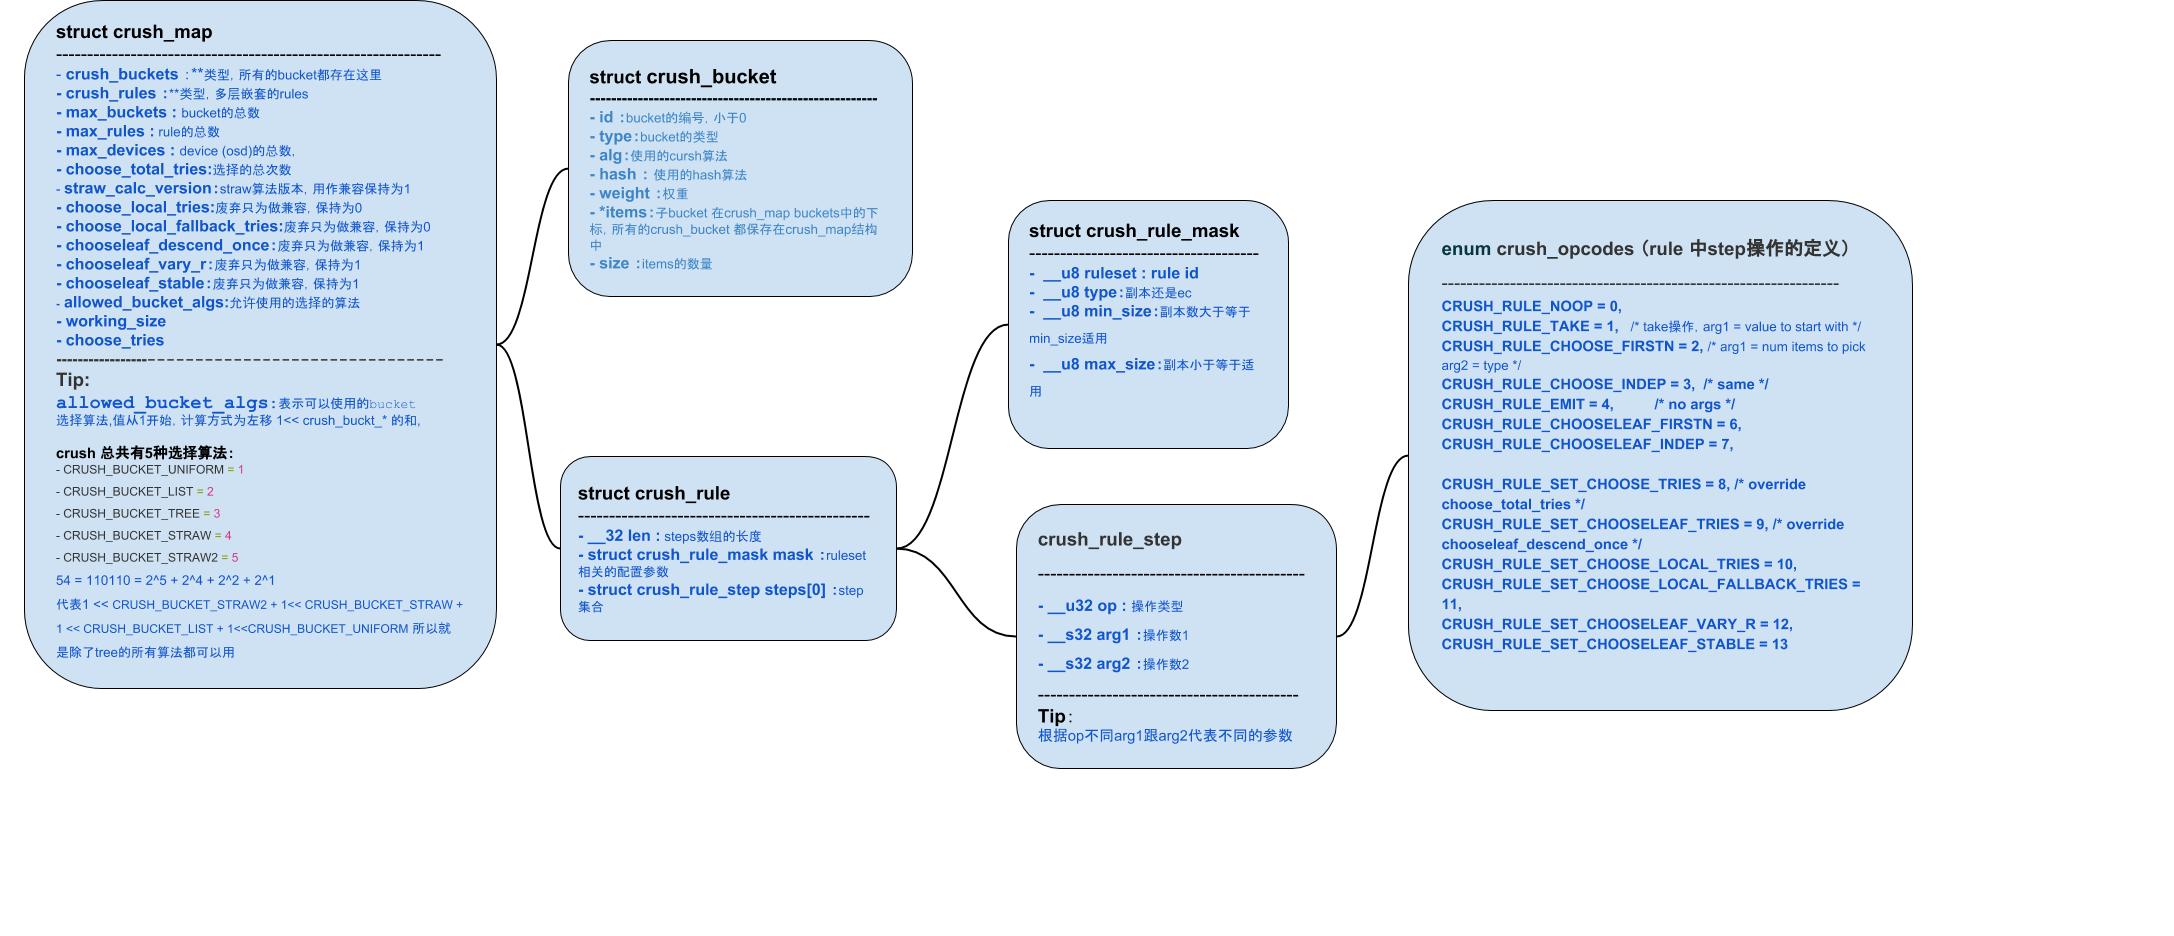 struct crush_map
----------------------------------------------------------------
- crush_buckets ：**类型，所有的bucket都存在这里
- crush_rules ：**类型，多层嵌套的rules
- max_buckets： bucket的总数
- max_rules： rule的总数
- max_devices： device (osd)的总数，
- choose_total_tries：选择的总次数
- straw_calc_version：straw算法版本，用作兼容保持为1
- choose_local_tries：废弃只为做兼容，保持为0
- choose_local_fallback_tries：废弃只为做兼容，保持为0
- chooseleaf_descend_once：废弃只为做兼容，保持为1
- chooseleaf_vary_r：废弃只为做兼容，保持为1
- chooseleaf_stable：废弃只为做兼容，保持为1
- allowed_bucket_algs：允许使用的选择的算法
- working_size
- choose_tries
-------------------------------------------------
Tip:
allowed_bucket_algs：表示可以使用的bucket
选择算法,值从1开始，计算方式为左移 1<< crush_buckt_* 的和，
crush 总共有5种选择算法：
- CRUSH_BUCKET_UNIFORM = 1
- CRUSH_BUCKET_LIST = 2
- CRUSH_BUCKET_TREE = 3
- CRUSH_BUCKET_STRAW = 4
- CRUSH_BUCKET_STRAW2 = 5
54 = 110110 = 2^5 + 2^4 + 2^2 + 2^1
代表1 << CRUSH_BUCKET_STRAW2 + 1<< CRUSH_BUCKET_STRAW +
1 << CRUSH_BUCKET_LIST + 1<<CRUSH_BUCKET_UNIFORM 所以就
是除了tree的所有算法都可以用
struct crush_bucket
------------------------------------------------------
- id ：bucket的编号，小于0
- type：bucket的类型
- alg：使用的cursh算法
- hash ： 使用的hash算法
- weight ：权重
- *items：子bucket 在crush_map buckets中的下
标，所有的crush_bucket 都保存在crush_map结构
中
- size ：items的数量
struct crush_rule
------------------------------------------------
- __32 len： steps数组的长度
- struct crush_rule_mask mask ：ruleset
相关的配置参数
- struct crush_rule_step steps[0] ：step
集合
struct crush_rule_mask
--------------------------------------
- __u8 ruleset : rule id
- __u8 type：副本还是ec
- __u8 min_size：副本数大于等于
min_size适用
- __u8 max_size：副本小于等于适
用
crush_rule_step
--------------------------------------------
- __u32 op： 操作类型
- __s32 arg1 ：操作数1
- __s32 arg2 ：操作数2
-------------------------------------------
Tip：
根据op不同arg1跟arg2代表不同的参数
enum crush_opcodes（rule 中step操作的定义）
------------------------------------------------------------------
CRUSH_RULE_NOOP = 0,
CRUSH_RULE_TAKE = 1, /* take操作，arg1 = value to start with */
CRUSH_RULE_CHOOSE_FIRSTN = 2, /* arg1 = num items to pick
arg2 = type */
CRUSH_RULE_CHOOSE_INDEP = 3, /* same */
CRUSH_RULE_EMIT = 4, /* no args */
CRUSH_RULE_CHOOSELEAF_FIRSTN = 6,
CRUSH_RULE_CHOOSELEAF_INDEP = 7,
CRUSH_RULE_SET_CHOOSE_TRIES = 8, /* override
choose_total_tries */
CRUSH_RULE_SET_CHOOSELEAF_TRIES = 9, /* override
chooseleaf_descend_once */
CRUSH_RULE_SET_CHOOSE_LOCAL_TRIES = 10,
CRUSH_RULE_SET_CHOOSE_LOCAL_FALLBACK_TRIES =
11,
CRUSH_RULE_SET_CHOOSELEAF_VARY_R = 12,
CRUSH_RULE_SET_CHOOSELEAF_STABLE = 13